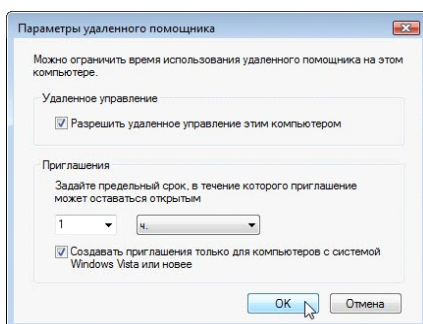 Параметры удаленного помощника
Можно ограничить время использования удаленного помощника на этом
компьютере.
Удаленное управление
Разрешить удаленное управление этим компьютером
Приглашения
Задайте предельный срок, в течение которого приглашение
может оставаться открытым
1 ч.
Создавать приглашения только для компьютеров с системой
Windows Vista или новее
OK Отмена